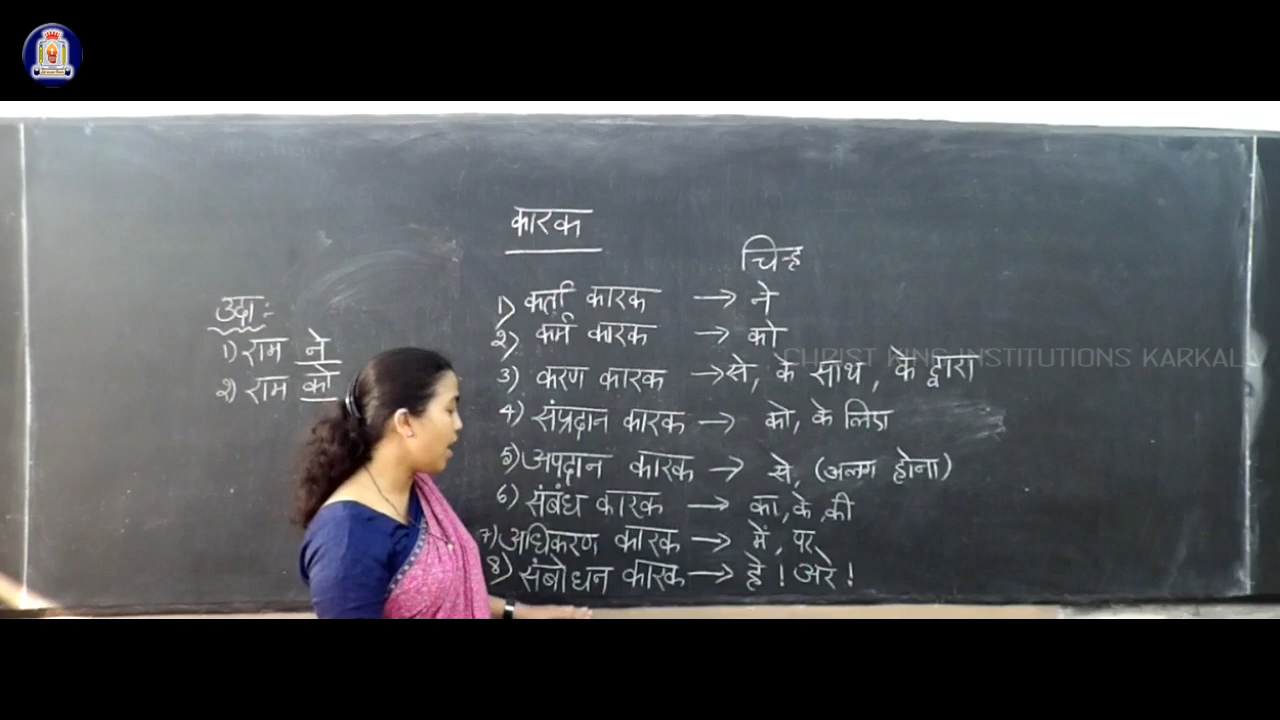 कारक
चिन्ह
उदा:-
1) राम ने
2) राम को
1) कर्ता कारक → ने
2) कर्म कारक → को
3) करण कारक → से, के साथ, के द्वारा
4) संप्रदान कारक → को, के लिए
5) अपदान कारक → से, (अलग होना)
6) संबंध कारक → का, के, की
7) अधिकरण कारक → में, पर
8) संबोधन कारक → हे ! अरे !
CHRIST KING INSTITUTIONS KARKALA